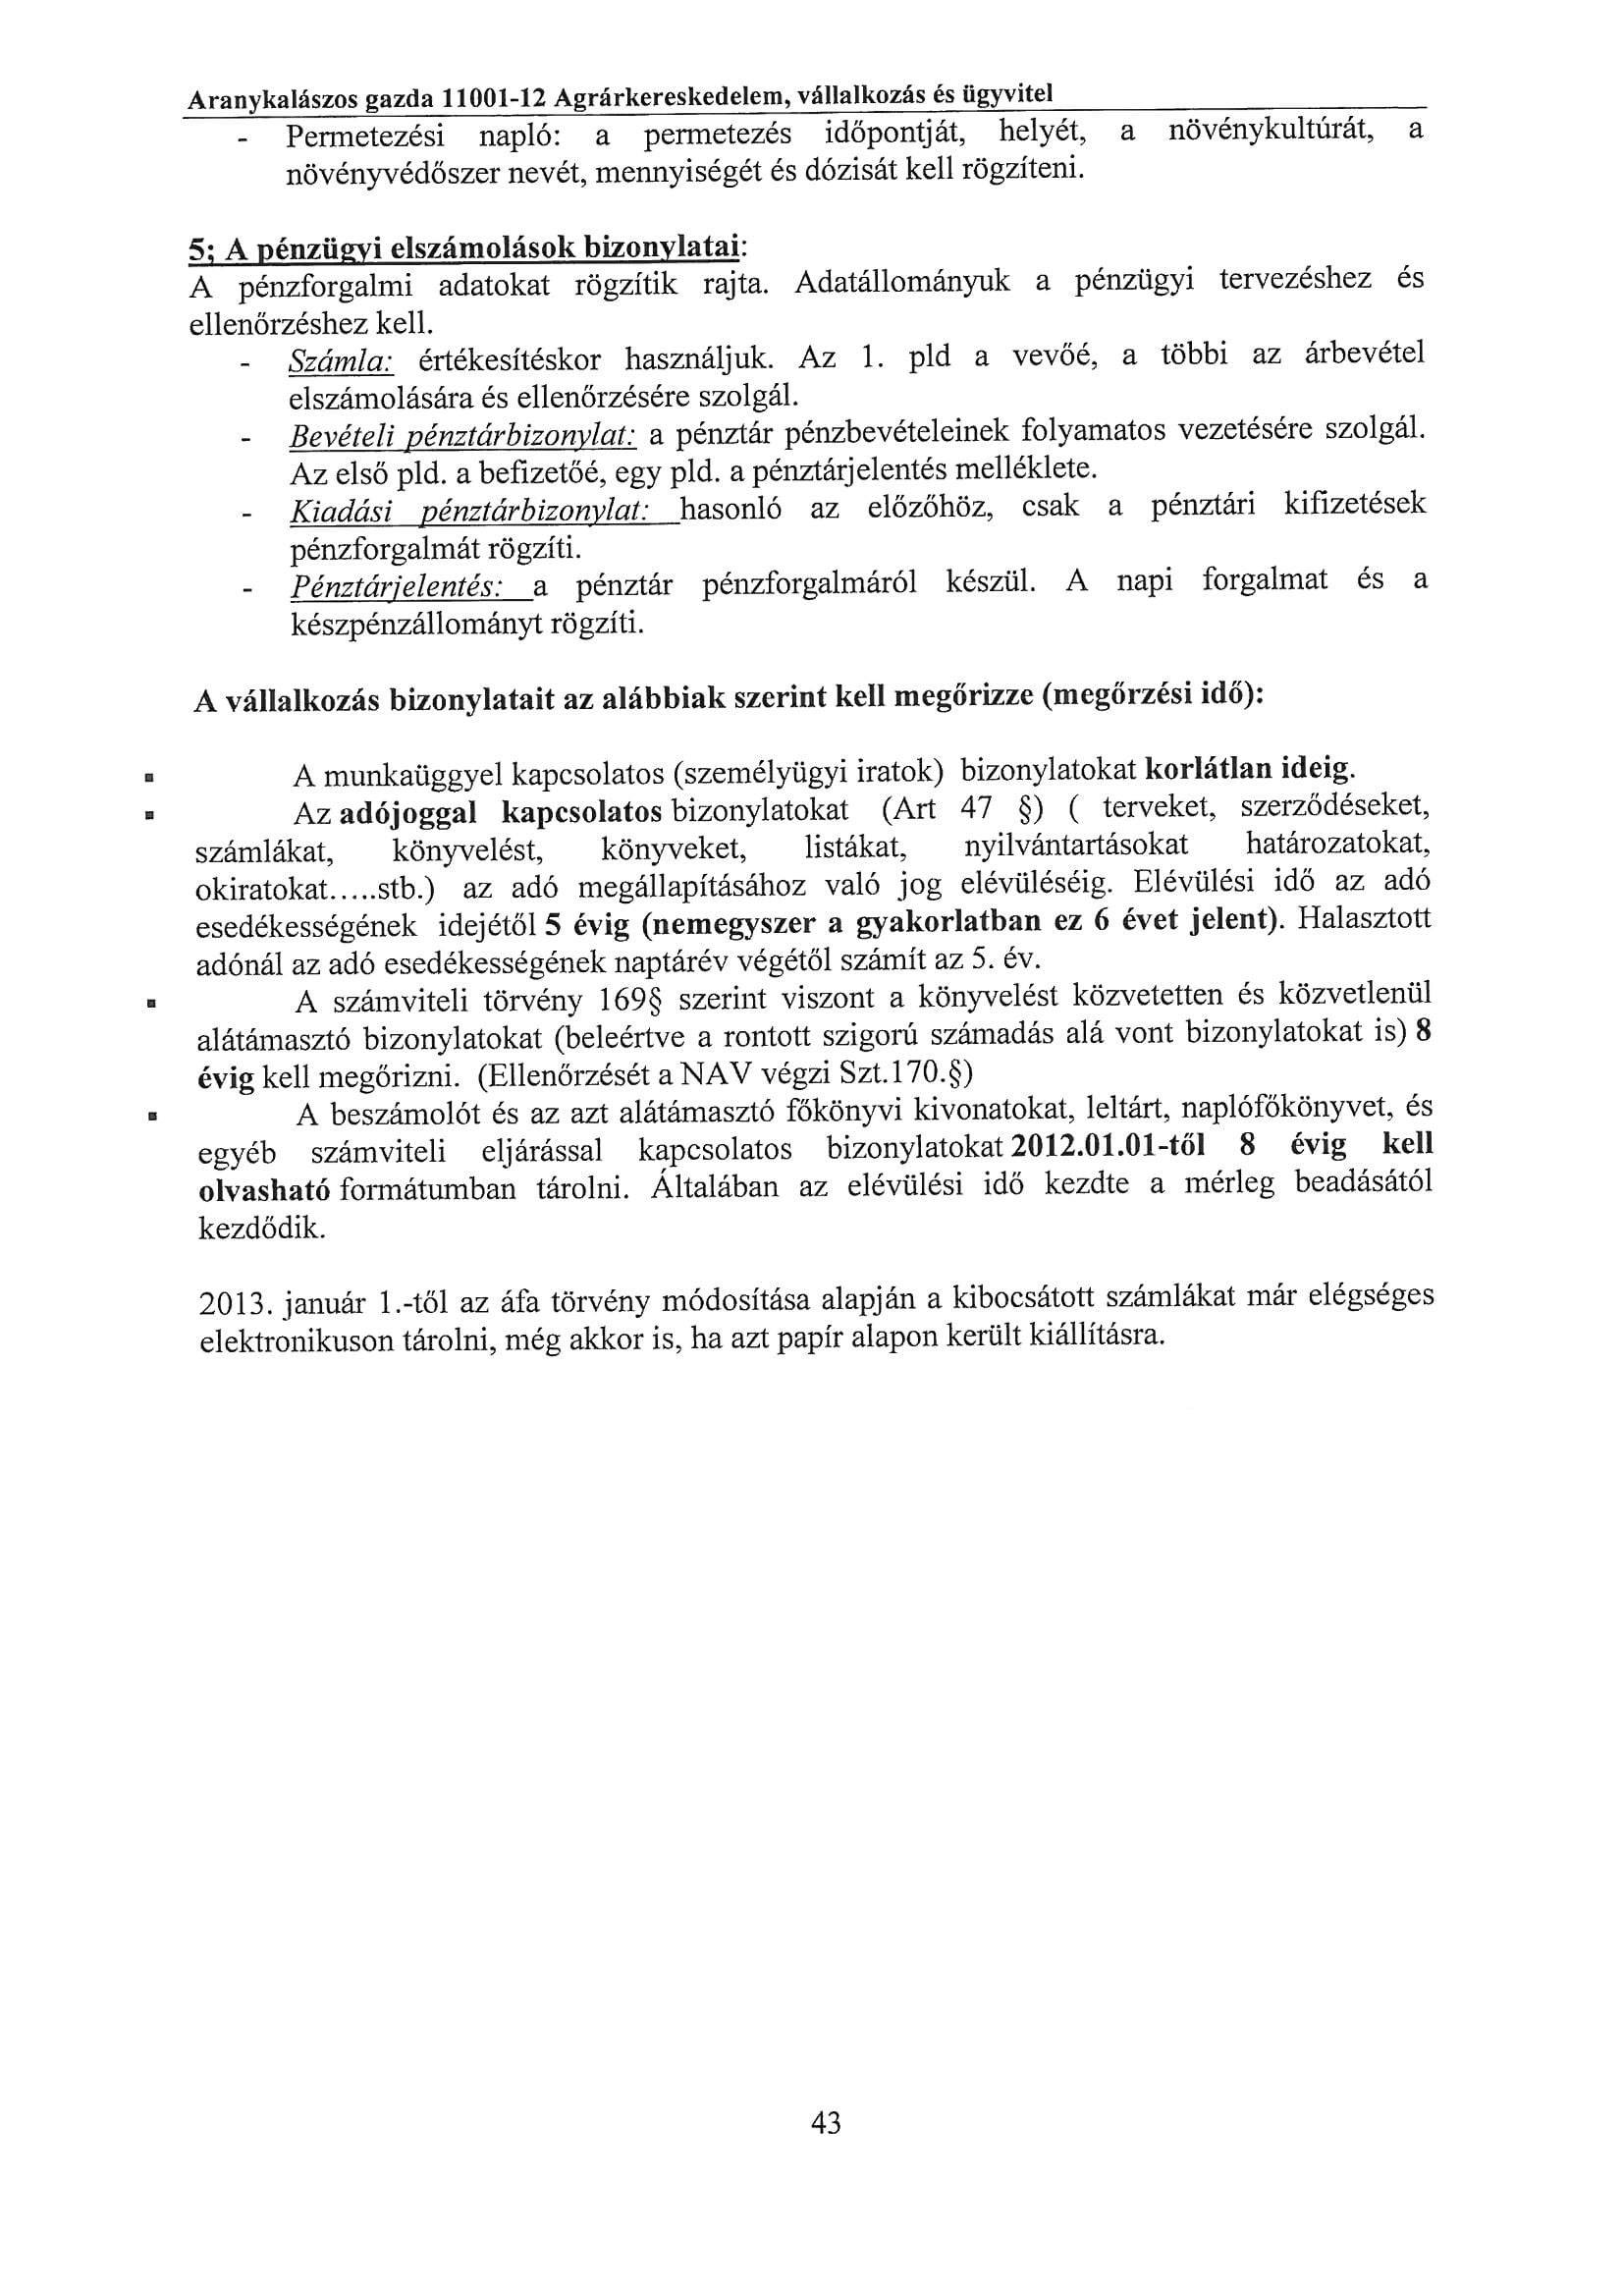 Aranykalászos gazda 11001-12 Agrárkereskedelem, vállalkozás és ügyvitel
- Permetezési napló: a permetezés időpontját, helyét, a növénykultúrát, a
növényvédőszer nevét, mennyiségét és dózisát kell rögzíteni.
5; A pénzügyi elszámolások bizonylatai:
A pénzforgalmi adatokat rögzítik rajta. Adatállományuk a pénzügyi tervezéshez és
ellenőrzéshez kell.
- Számla: értékesítéskor használjuk. Az 1. pld a vevőé, a többi az árbevétel
elszámolására és ellenőrzésére szolgál.
- Bevételi pénztárbizonylat: a pénztár pénzbevételeinek folyamatos vezetésére szolgál.
Az első pld. a befizetőé, egy pld. a pénztárjelentés melléklete.
- Kiadási pénztárbizonylat: hasonló az előzőhöz, csak a pénztári kifizetések
pénzforgalmát rögzíti.
- Pénztárjelentés: a pénztár pénzforgalmáról készül. A napi forgalmat és a
készpénzállományt rögzíti.
A vállalkozás bizonylatait az alábbiak szerint kell megőrizze (megőrzési idő):
▪ A munkaüggyel kapcsolatos (személyügyi iratok) bizonylatokat korlátlan ideig.
▪ Az adójoggal kapcsolatos bizonylatokat (Art 47 §) ( terveket, szerződéseket,
számlákat, könyvelést, könyveket, listákat, nyilvántartásokat határozatokat,
okiratokat.....stb.) az adó megállapításához való jog elévüléséig. Elévülési idő az adó
esedékességének idejétől 5 évig (nemegyszer a gyakorlatban ez 6 évet jelent). Halasztott
adónál az adó esedékességének naptárév végétől számít az 5. év.
▪ A számviteli törvény 169§ szerint viszont a könyvelést közvetetten és közvetlenül
alátámasztó bizonylatokat (beleértve a rontott szigorú számadás alá vont bizonylatokat is) 8
évig kell megőrizni. (Ellenőrzését a NAV végzi Szt.170.§)
▪ A beszámolót és az azt alátámasztó főkönyvi kivonatokat, leltárt, naplófőkönyvet, és
egyéb számviteli eljárással kapcsolatos bizonylatokat 2012.01.01-től 8 évig kell
olvasható formátumban tárolni. Általában az elévülési idő kezdte a mérleg beadásától
kezdődik.
2013. január 1.-től az áfa törvény módosítása alapján a kibocsátott számlákat már elégséges
elektronikuson tárolni, még akkor is, ha azt papír alapon került kiállításra.
43